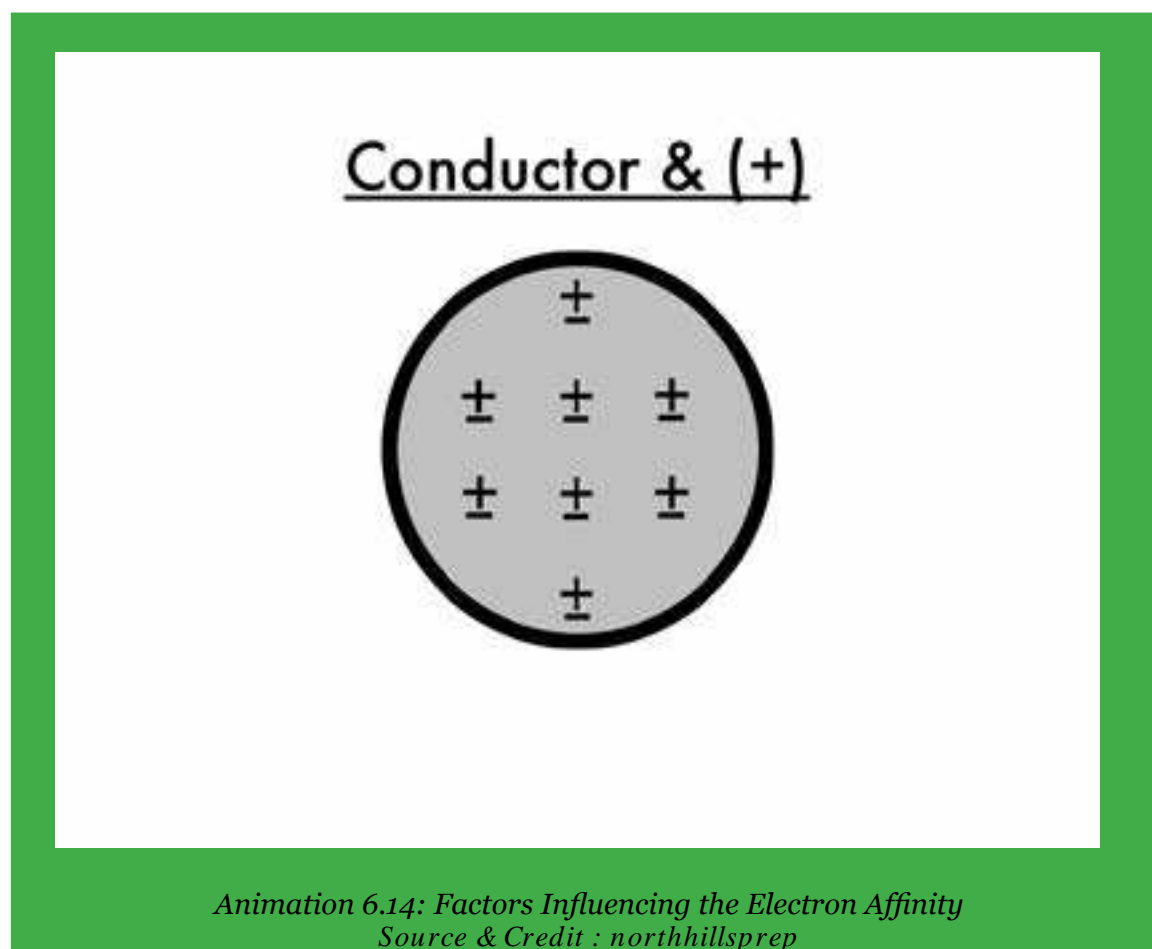 Conductor & (+)
±
± ± ±
± ± ±
±
Animation 6.14: Factors Influencing the Electron Affinity
Source & Credit : northhillsprep